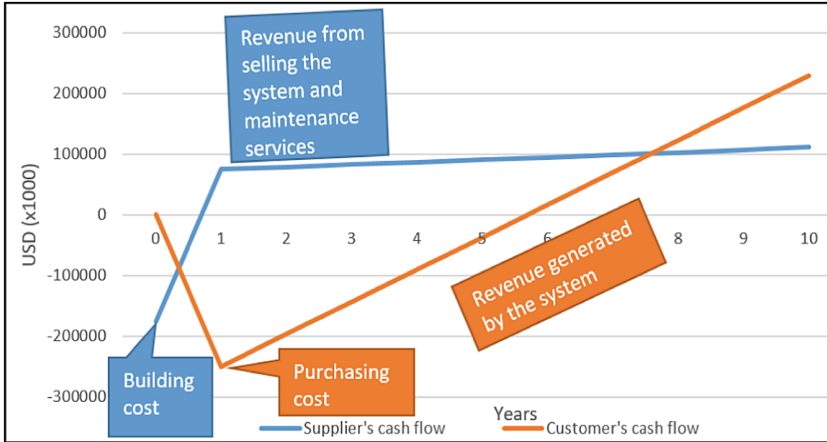 300000
200000
100000
0
-100000
-200000
-300000
USD (x1000)
Revenue from
selling the
system and
maintenance
services
0 1 2 3 4 5 6 8 9 10
Revenue generated
by the system
Building
cost
Purchasing
cost
Years
Supplier's cash flow
Customer's cash flow